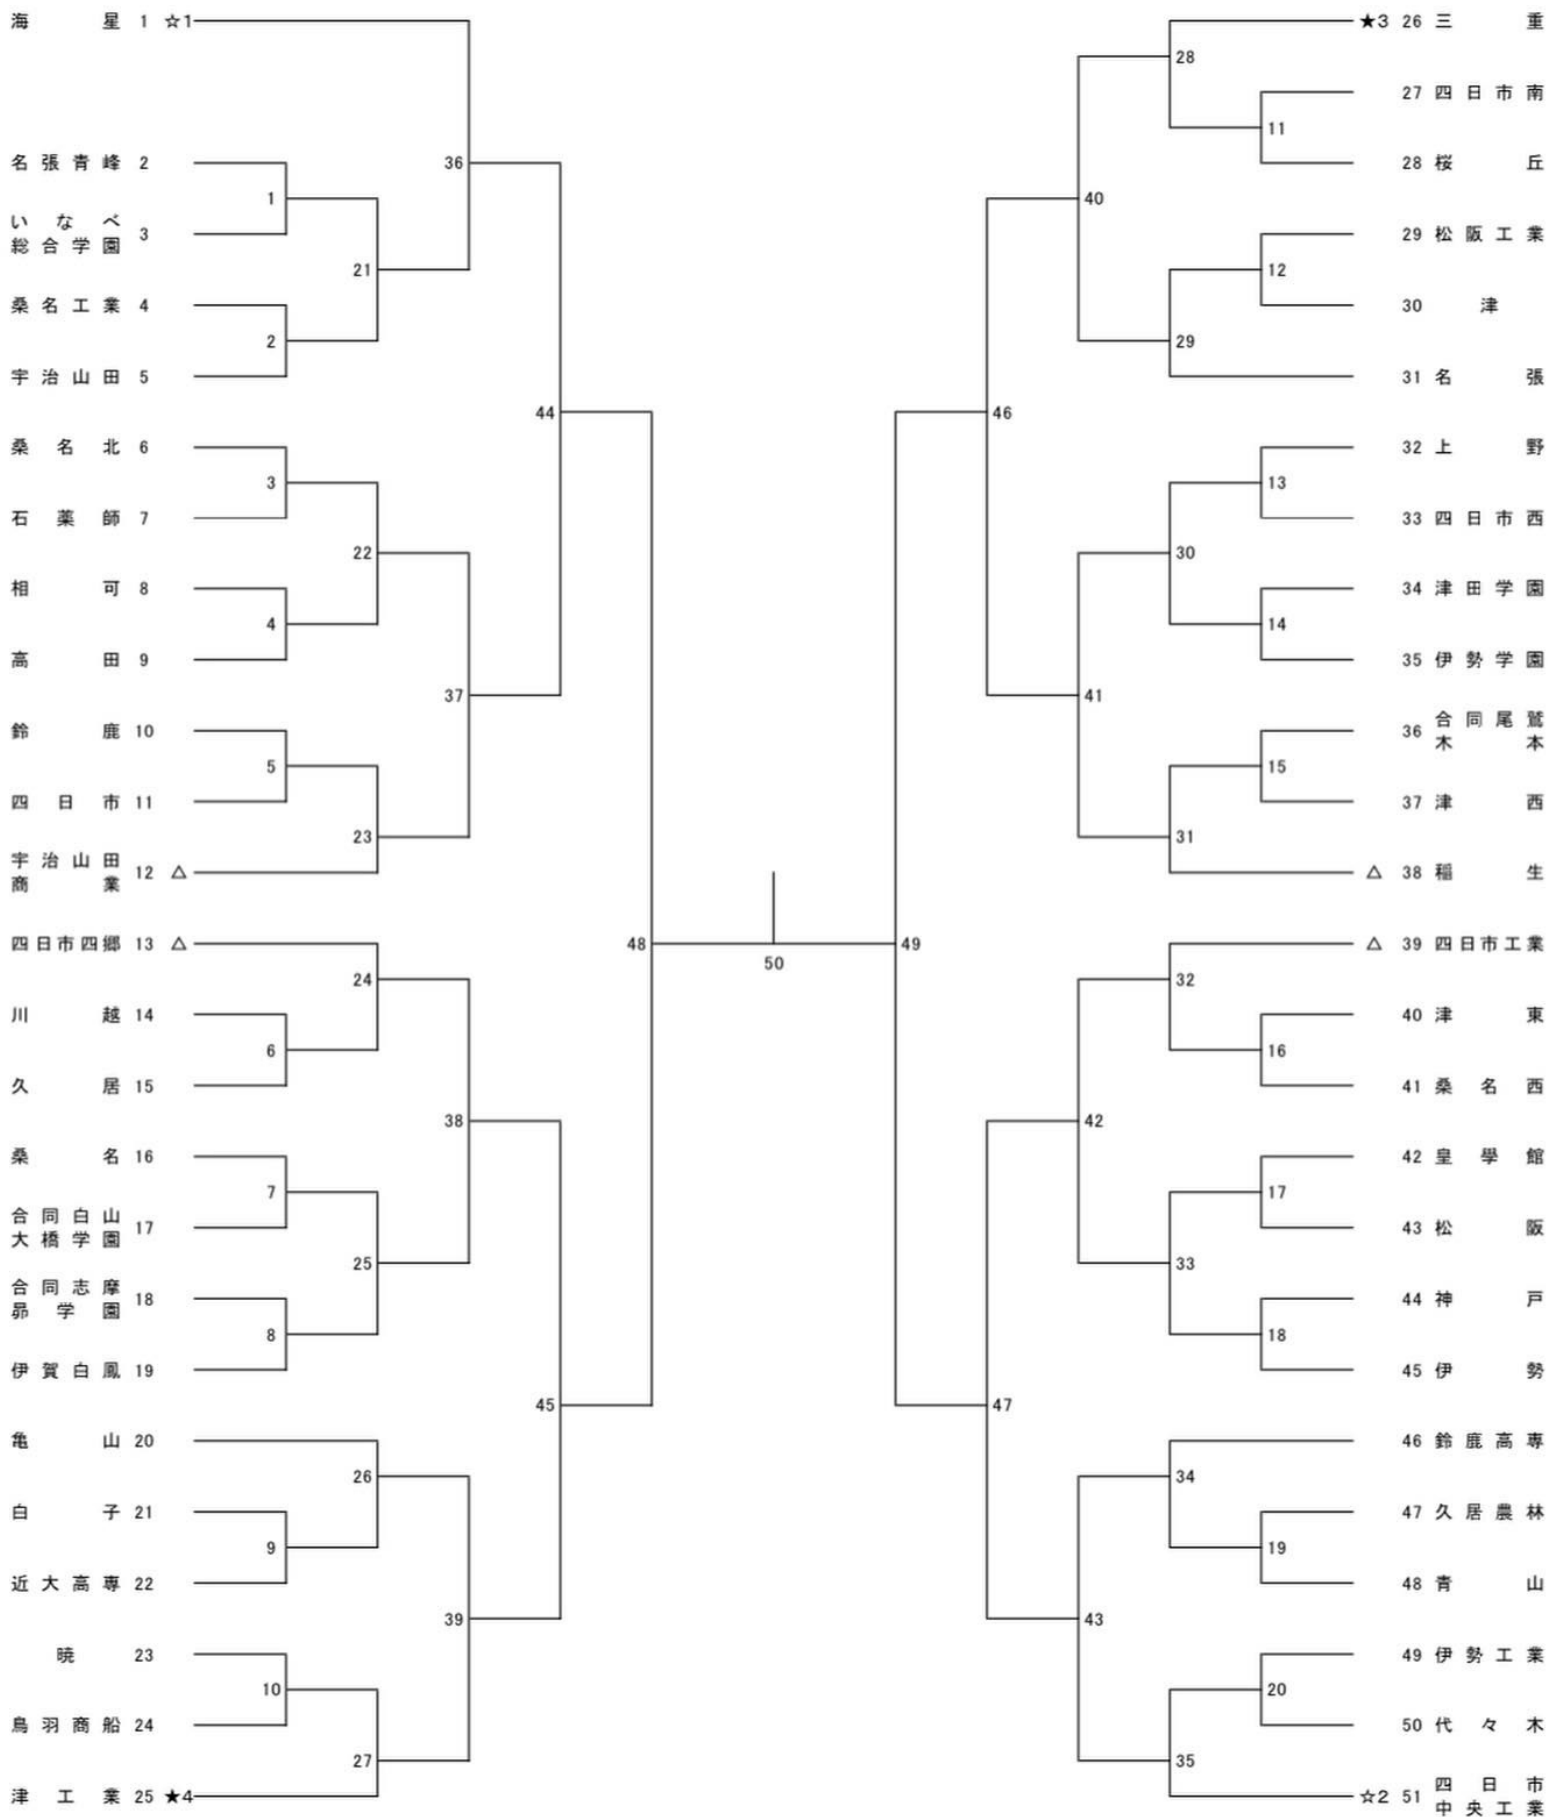 海星 1 ☆1
名張青峰 2
1
いなべ
総合学園 3
21
36
桑名工業 4
2
宇治山田 5
44
桑名北 6
3
石薬師 7
22
相可 8
4
高田 9
37
鈴鹿 10
5
四日市 11
23
宇治山田
商業 12 △
48
四日市四郷 13 △
24
川越 14
6
久居 15
38
桑名 16
7
合同白山
大橋学園 17
25
合同志摩
昴学園 18
8
伊賀白鳳 19
45
亀山 20
26
白子 21
9
近大高専 22
39
暁 23
10
鳥羽商船 24
27
津工業 25 ★4
50
★3 26 三重
28
27 四日市南
11
28 桜丘
40
29 松阪工業
12
30 津
29
31 名張
46
32 上野
13
33 四日市西
30
34 津田学園
14
35 伊勢学園
41
36 合同尾鷲
木本
15
37 津西
31
△ 38 稲生
49
△ 39 四日市工業
32
40 津東
16
41 桑名西
42
42 皇學館
17
43 松阪
33
44 神戸
18
45 伊勢
47
46 鈴鹿高専
34
47 久居農林
19
48 青山
43
49 伊勢工業
20
50 代々木
35
☆2 51 四日市
中央工業